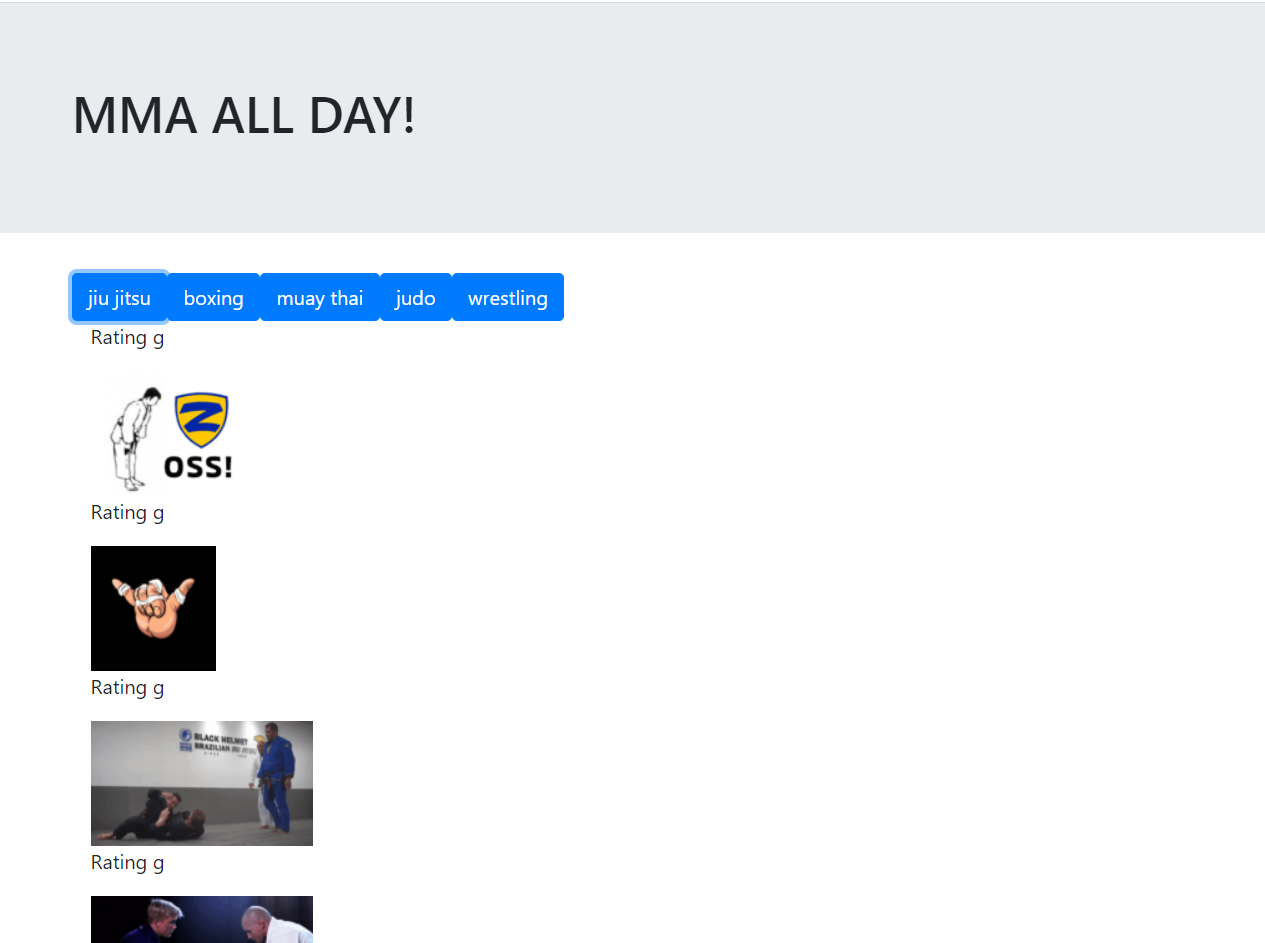 MMA ALL DAY!
jiu jitsu boxing muay thai judo wrestling
Rating g
Z
OSS!
Rating g
Rating g
BLACK HELMET
BRAZILIAN JIU JITSU
Rating g